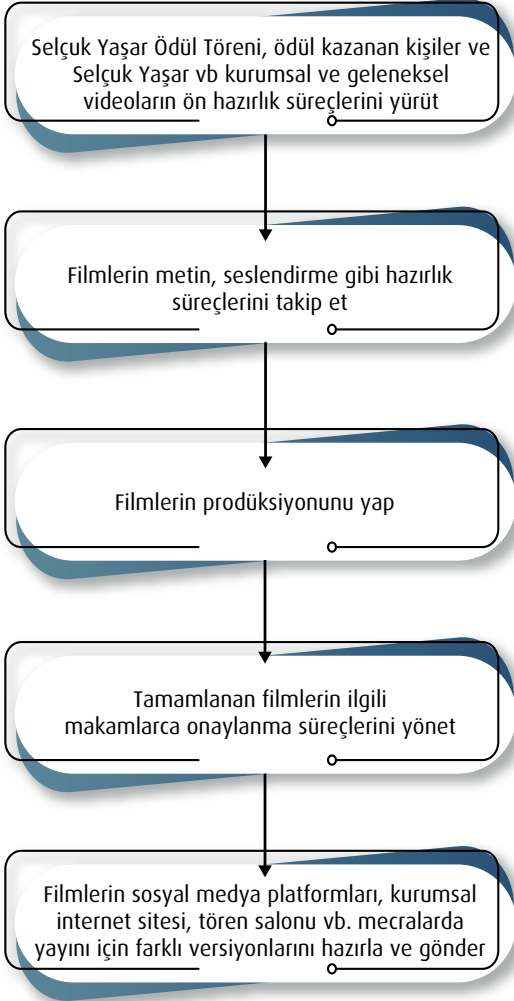 Selçuk Yaşar Ödül Töreni, ödül kazanan kişiler ve
Selçuk Yaşar vb kurumsal ve geleneksel
videoların ön hazırlık süreçlerini yürüt
Filmlerin metin, seslendirme gibi hazırlık
süreçlerini takip et
Filmlerin prodüksiyonunu yap
Tamamlanan filmlerin ilgili
makamlarca onaylanma süreçlerini yönet
Filmlerin sosyal medya platformları, kurumsal
internet sitesi, tören salonu vb. mecralarda
yayını için farklı versiyonlarını hazırla ve gönder